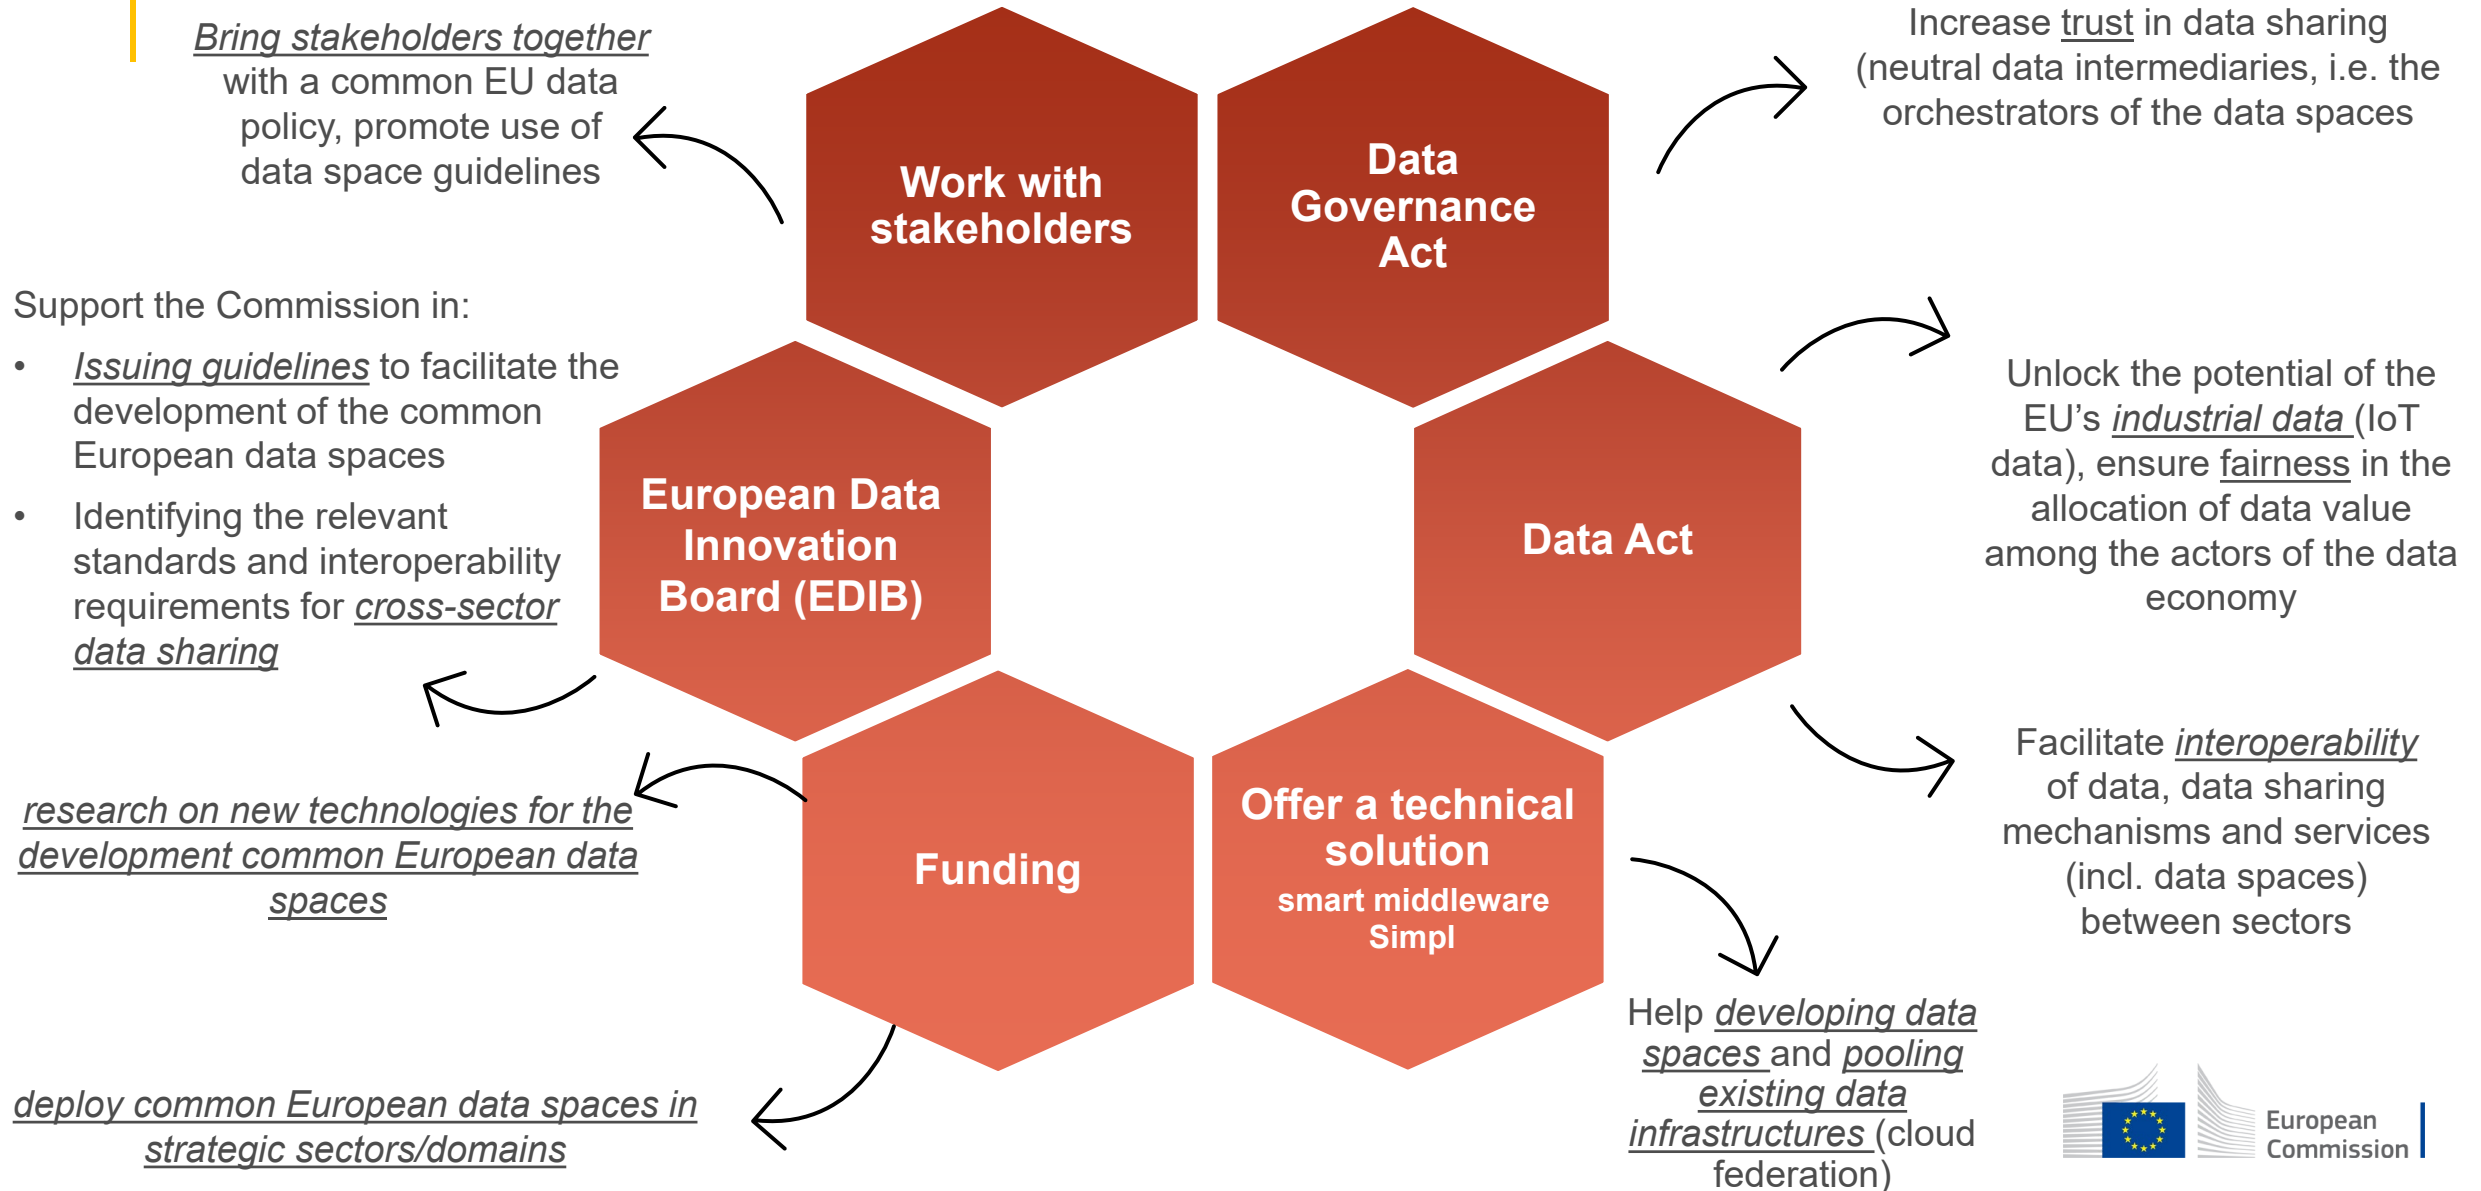 Bring stakeholders together
with a common EU data
policy, promote use of
data space guidelines
Work with
stakeholders
Data
Governance
Act
Increase trust in data sharing
(neutral data intermediaries, i.e. the
orchestrators of the data spaces
Support the Commission in:
• Issuing guidelines to facilitate the
development of the common
European data spaces
• Identifying the relevant
standards and interoperability
requirements for cross-sector
data sharing
European Data
Innovation
Board (EDIB)
Data Act
Unlock the potential of the
EU’s industrial data (IoT
data), ensure fairness in the
allocation of data value
among the actors of the data
economy
Facilitate interoperability
of data, data sharing
mechanisms and services
(incl. data spaces)
between sectors
research on new technologies for the
development common European data
spaces
Funding
Offer a technical
solution
smart middleware
Simpl
deploy common European data spaces in
strategic sectors/domains
Help developing data
spaces and pooling
existing data
infrastructures (cloud
federation)
European
Commission